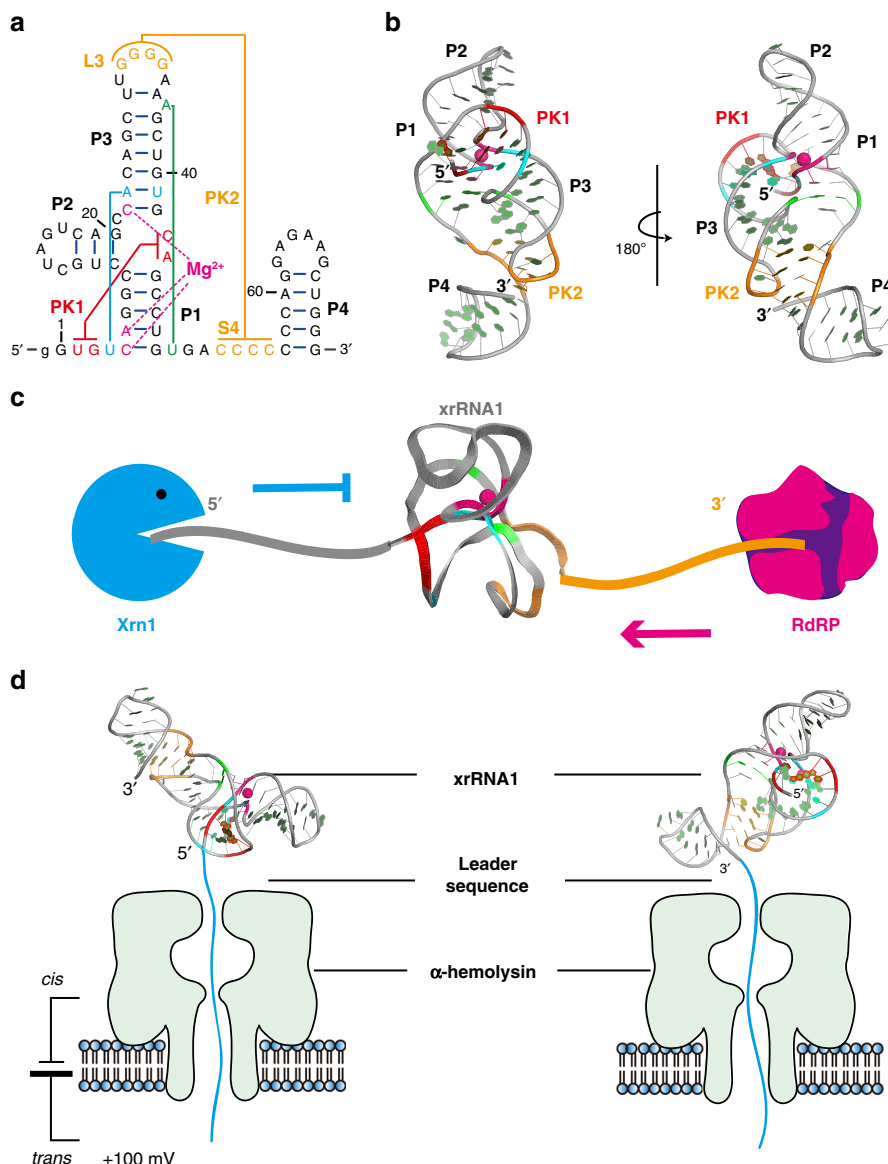 a
G G G G
L3
U
A
U
A
A
C
G
P3
G
C
A
U
C
G
40
A
U
PK2
C
G
P2
20
C
U
C
A
G
C
U
A
A
G
A
A
G
C
U
G
C
C
A
Mg²⁺
G
C
G
G
C
G
C
U
60
A
U
PK1
G
C
P1
C
G
P4
1
A
U
S4
C
G
5′
g
G
U
G
U
C
G
U
G
A
C
C
C
C
C
G
3′
b
P2
P2
PK1
P1
P1
PK1
5′
5′
P3
P3
180°
3′
P4
PK2
PK2
P4
3′
c
xrRNA1
5′
3′
Xrn1
RdRP
d
3′
xrRNA1
5′
5′
3′
Leader
sequence
α-hemolysin
cis
trans +100 mV